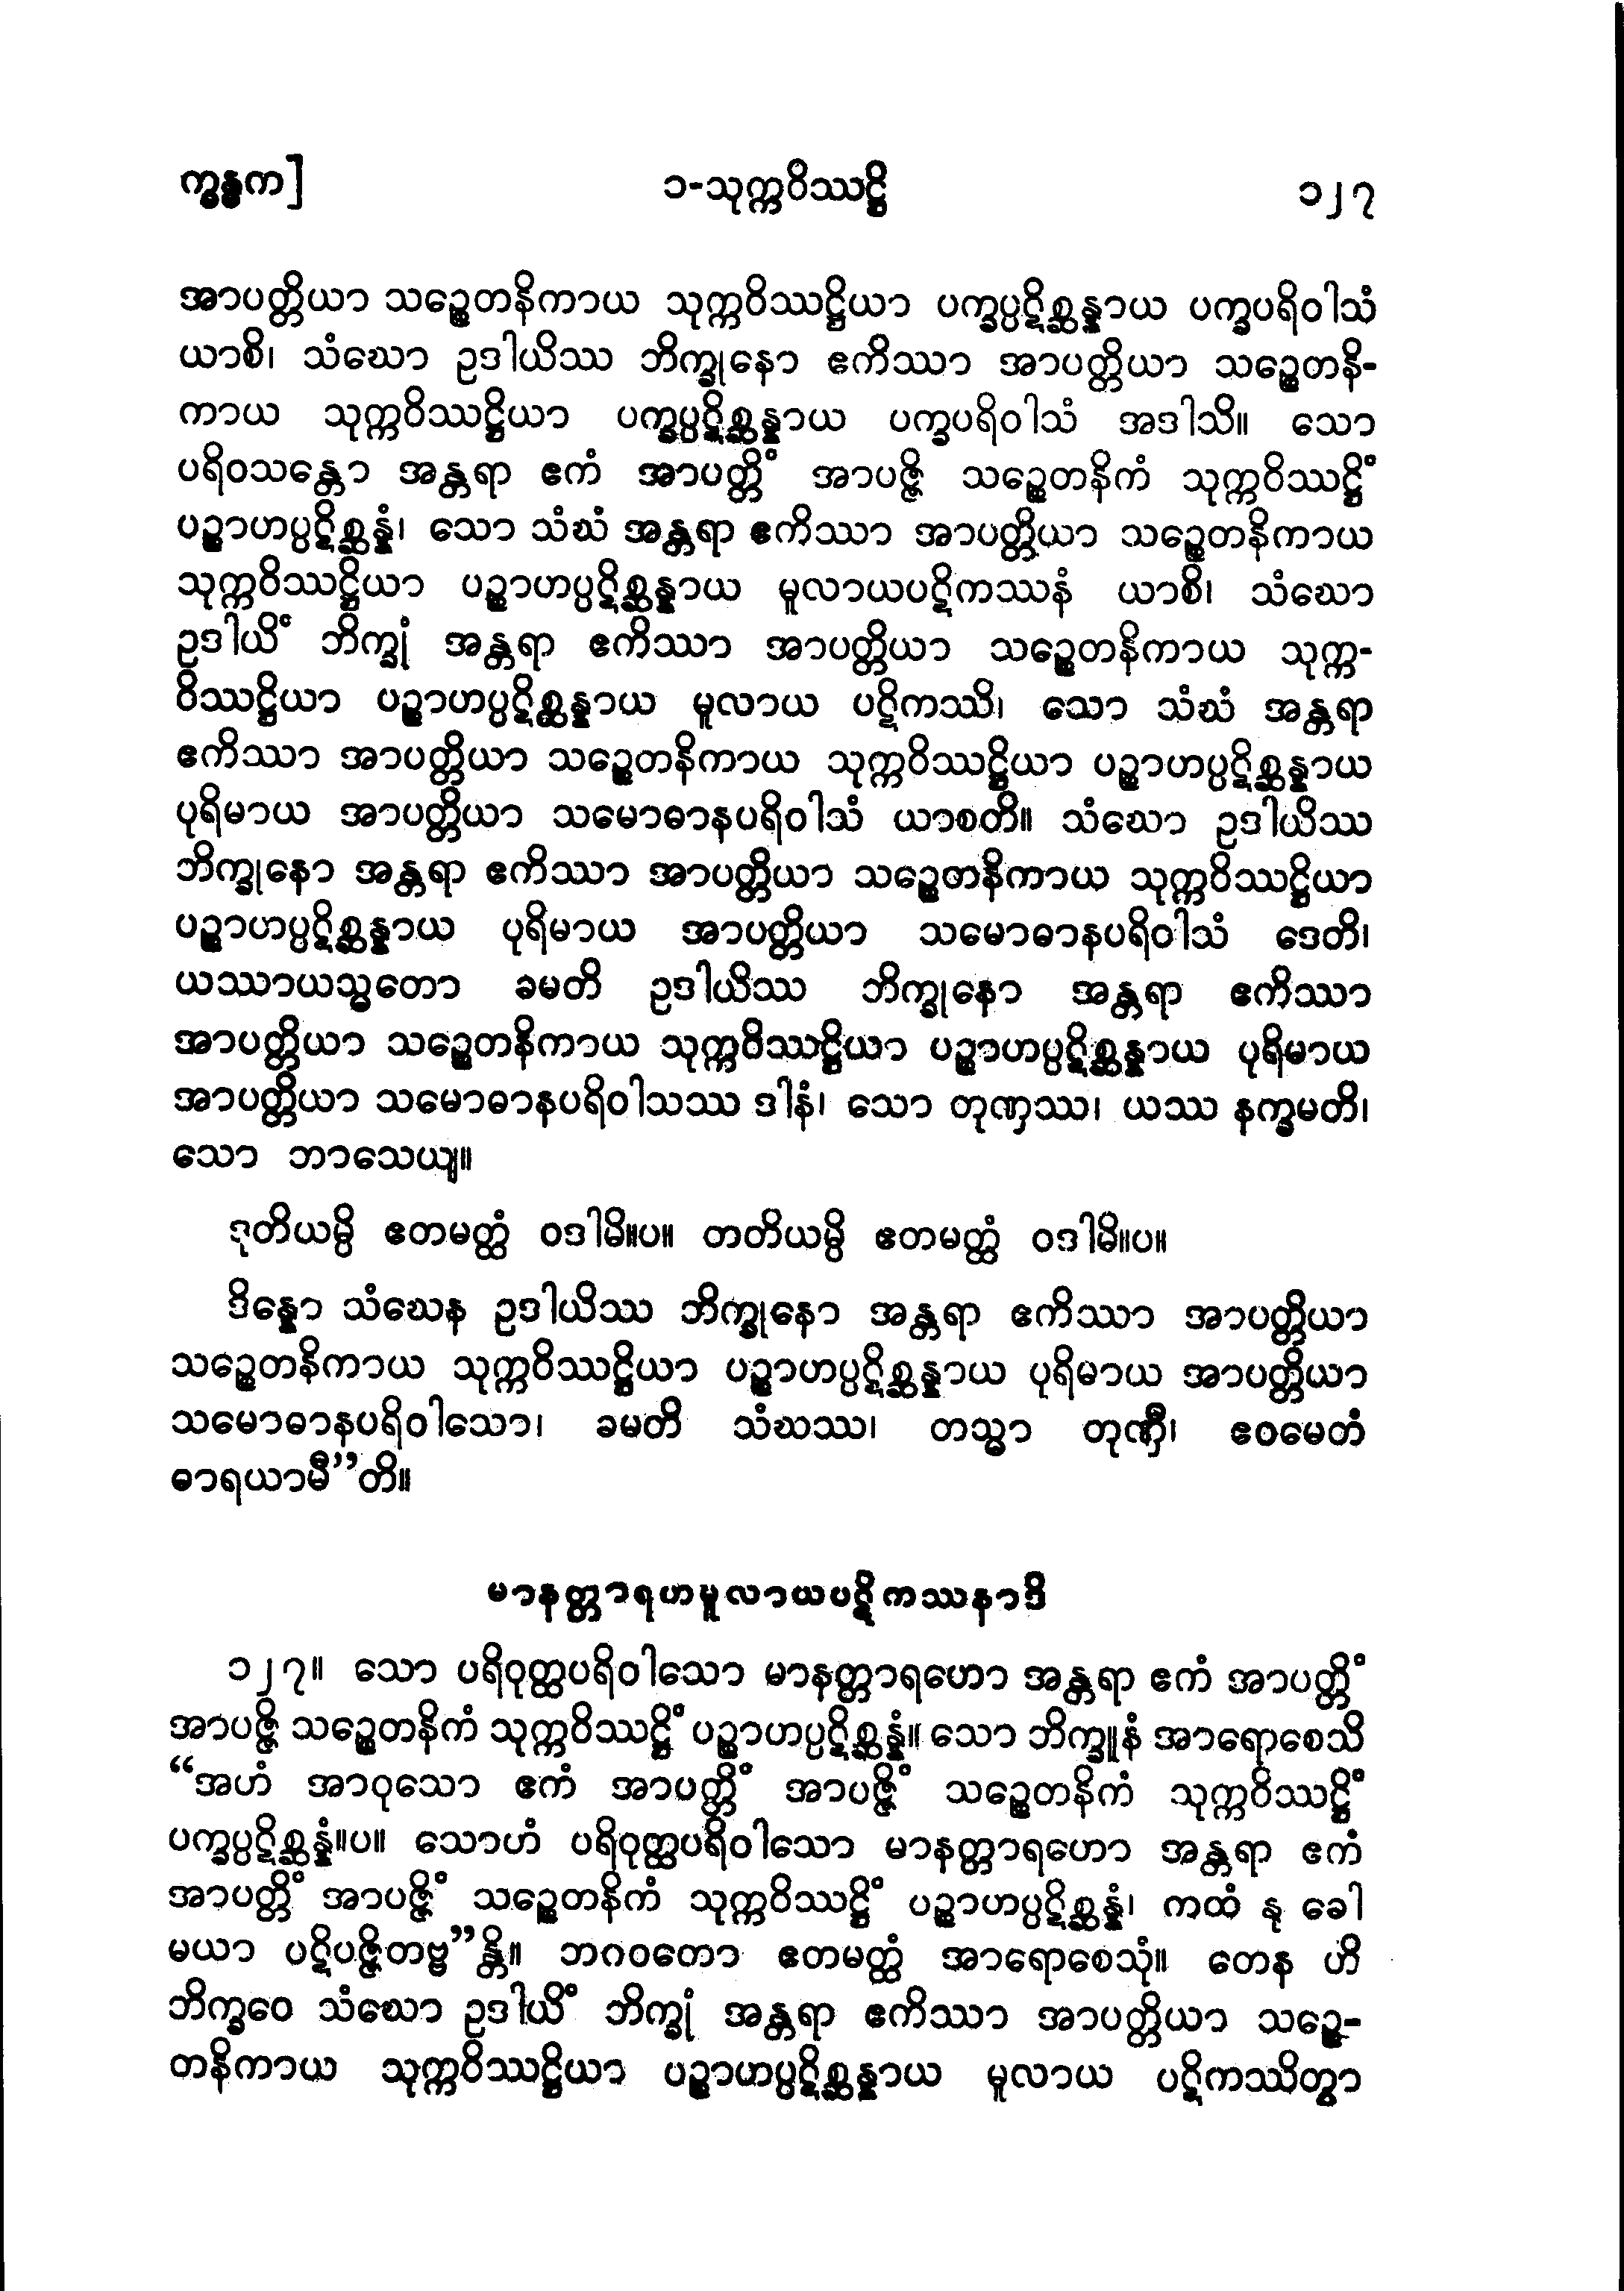 က္ခန္ဓက]
၁-သုက္ကဝိဿဋ္ဌိ
၁၂၇
အာပတ္တိယာ သဉ္စေတနိကာယ သုက္ကဝိဿဋ္ဌိယာ ပက္ခပ္ပဋိစ္ဆန္နာယ ပက္ခပရိဝါသံ
ယာစိ၊ သံဃော ဥဒါယိဿ ဘိက္ခုနော ဧကိဿာ အာပတ္တိယာ သဉ္စေတနိ-
ကာယ သုက္ကဝိဿဋ္ဌိယာ ပက္ခပ္ပဋိစ္ဆန္နာယ ပက္ခပရိဝါသံ အဒါသိ။ သော
ပရိဝသန္တော အန္တရာ ဧကံ အာပတ္တိံ အာပဇ္ဇိ သဉ္စေတနိကံ သုက္ကဝိဿဋ္ဌိံ
ပဉ္စာဟပ္ပဋိစ္ဆန္နံ၊ သော သံဃံ အန္တရာ ဧကိဿာ အာပတ္တိယာ သဉ္စေတနိကာယ
သုက္ကဝိဿဋ္ဌိယာ ပဉ္စာဟပ္ပဋိစ္ဆန္နာယ မူလာယပဋိကဿနံ ယာစိ၊ သံဃော
ဥဒါယိံ ဘိက္ခုံ အန္တရာ ဧကိဿာ အာပတ္တိယာ သဉ္စေတနိကာယ သုက္က-
ဝိဿဋ္ဌိယာ ပဉ္စာဟပ္ပဋိစ္ဆန္နာယ မူလာယ ပဋိကဿိ၊ သော သံဃံ အန္တရာ
ဧကိဿာ အာပတ္တိယာ သဉ္စေတနိကာယ သုက္ကဝိဿဋ္ဌိယာ ပဉ္စာဟပ္ပဋိစ္ဆန္နာယ
ပုရိမာယ အာပတ္တိယာ သမောဓာနပရိဝါသံ ယာစတိ။ သံဃော ဥဒါယိဿ
ဘိက္ခုနော အန္တရာ ဧကိဿာ အာပတ္တိယာ သဉ္စေတနိကာယ သုက္ကဝိဿဋ္ဌိယာ
ပဉ္စာဟပ္ပဋိစ္ဆန္နာယ ပုရိမာယ အာပတ္တိယာ သမောဓာနပရိဝါသံ ဒေတိ၊
ယဿာယသ္မတော ခမတိ ဥဒါယိဿ ဘိက္ခုနော အန္တရာ ဧကိဿာ
အာပတ္တိယာ သဉ္စေတနိကာယ သုက္ကဝိဿဋ္ဌိယာ ပဉ္စာဟပ္ပဋိစ္ဆန္နာယ ပုရိမာယ
အာပတ္တိယာ သမောဓာနပရိဝါသဿ ဒါနံ၊ သော တုဏှဿ၊ ယဿ နက္ခမတိ၊
သော ဘာသေယျ။
ဒုတိယမ္ပိ ဧတမတ္ထံ ဝဒါမိ။ပ။ တတိယမ္ပိ ဧတမတ္ထံ ဝဒါမိ။ပ။
ဒိန္နော သံဃေန ဥဒါယိဿ ဘိက္ခုနော အန္တရာ ဧကိဿာ အာပတ္တိယာ
သဉ္စေတနိကာယ သုက္ကဝိဿဋ္ဌိယာ ပဉ္စာဟပ္ပဋိစ္ဆန္နာယ ပုရိမာယ အာပတ္တိယာ
သမောဓာနပရိဝါသော၊ ခမတိ သံဃဿ၊ တသ္မာ တုဏှီ၊ ဧဝမေတံ
ဓာရယာမီ”တိ။
မာနတ္တာရဟမူလာယပဋိကဿနာဒိ
၁၂၇။ သော ပရိဝုတ္ထပရိဝါသော မာနတ္တာရဟော အန္တရာ ဧကံ အာပတ္တိံ
အာပဇ္ဇိ သဉ္စေတနိကံ သုက္ကဝိဿဋ္ဌိံ ပဉ္စာဟပ္ပဋိစ္ဆန္နံ။ သော ဘိက္ခူနံ အာရောစေသိ
“အဟံ အာဝုသော ဧကံ အာပတ္တိံ အာပဇ္ဇိံ သဉ္စေတနိကံ သုက္ကဝိဿဋ္ဌိံ
ပက္ခပ္ပဋိစ္ဆန္နံ။ပ။ သောဟံ ပရိဝုတ္ထပရိဝါသော မာနတ္တာရဟော အန္တရာ ဧကံ
အာပတ္တိံ အာပဇ္ဇိံ သဉ္စေတနိကံ သုက္ကဝိဿဋ္ဌိံ ပဉ္စာဟပ္ပဋိစ္ဆန္နံ၊ ကထံ နု ခေါ
မယာ ပဋိပဇ္ဇိတဗ္ဗ”န္တိ။ ဘဂဝတော ဧတမတ္ထံ အာရောစေသုံ။ တေန ဟိ
ဘိက္ခဝေ သံဃော ဥဒါယိံ ဘိက္ခုံ အန္တရာ ဧကိဿာ အာပတ္တိယာ သဉ္စေ-
တနိကာယ သုက္ကဝိဿဋ္ဌိယာ ပဉ္စာဟပ္ပဋိစ္ဆန္နာယ မူလာယ ပဋိကဿိတွာ